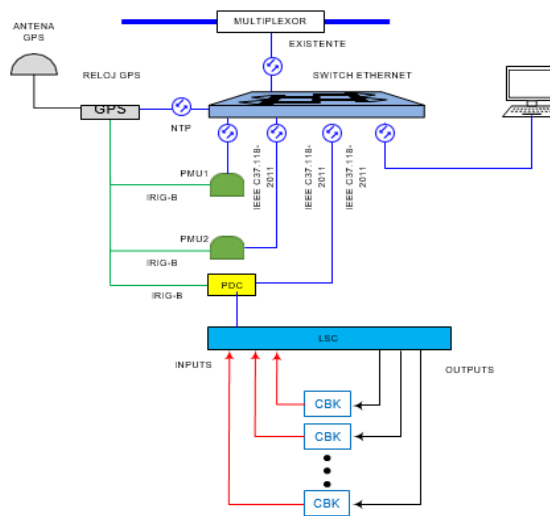 ANTENA
GPS
MULTIPLEXOR
EXISTENTE
RELOJ GPS
SWITCH ETHERNET
GPS
NTP
PMU1
IRIG-B
IEEE C37.118-
2011
IEEE C37.118-
2011
IEEE C37.118-
2011
PMU2
IRIG-B
PDC
IRIG-B
LSC
INPUTS
OUTPUTS
CBK
CBK
CBK